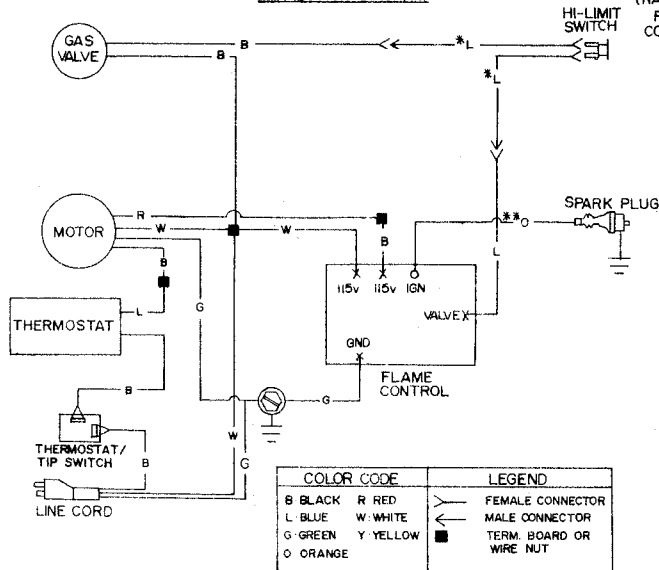 HI-LIMIT
SWITCH
(NA
F
CO
GAS
VALVE
B
B
*L
*L
MOTOR
R
W
W
B
B
**O
SPARK PLUG
L
THERMOSTAT
L
G
115v 115v IGN
VALVE
GND
FLAME
CONTROL
B
G
THERMOSTAT/
TIP SWITCH
B
W
G
LINE CORD
COLOR CODE
B BLACK R RED
L BLUE W WHITE
G GREEN Y YELLOW
O ORANGE
LEGEND
FEMALE CONNECTOR
MALE CONNECTOR
TERM. BOARD OR
WIRE NUT